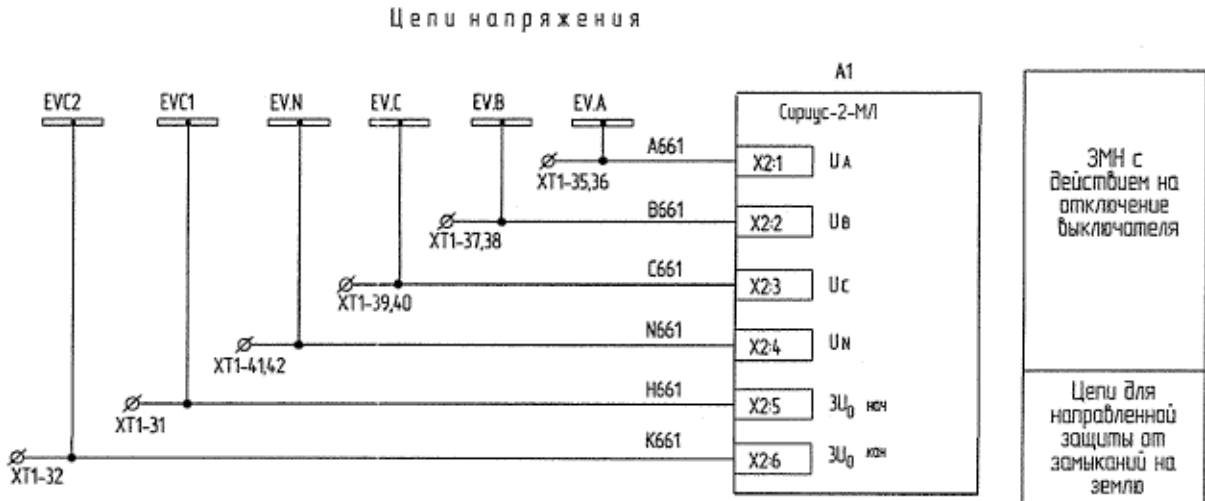 Цепи напряжения
A1
EVC2
EVC1
EV.N
EV.C
EV.B
EV.A
Сириус-2-МЛ
A661
X2:1
UA
XT1-35,36
B661
X2:2
UB
XT1-37,38
C661
X2:3
UC
XT1-39,40
N661
X2:4
UN
XT1-41,42
H661
X2:5
3U0 нач
XT1-31
K661
X2:6
3U0 кон
XT1-32
ЗМН с
действием на
отключение
выключателя
Цепи для
направленной
защиты от
замыканий на
землю